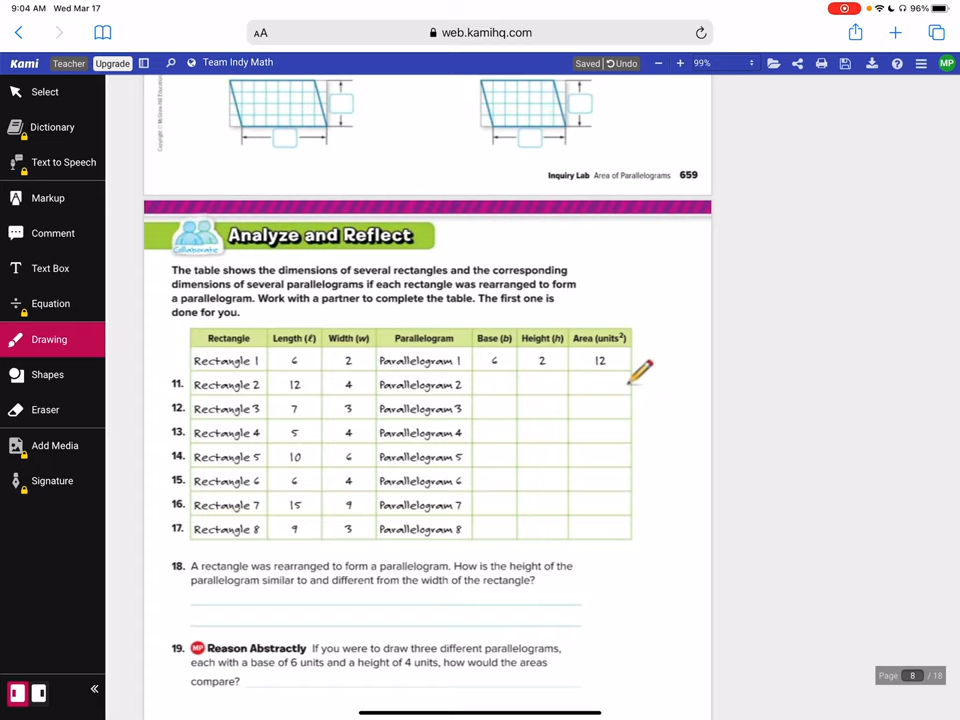 9:04 AM Wed Mar 17
96%
AA
web.kamihq.com
Kami
Teacher
Upgrade
Team Indy Math
Saved Undo
99%
MP
Select
Dictionary
Text to Speech
Markup
Comment
Text Box
Equation
Drawing
Shapes
Eraser
Add Media
Signature
Inquiry Lab Area of Parallelograms 659
Collaborate
Analyze and Reflect
The table shows the dimensions of several rectangles and the corresponding
dimensions of several parallelograms if each rectangle was rearranged to form
a parallelogram. Work with a partner to complete the table. The first one is
done for you.
Rectangle Length (ℓ) Width (w) Parallelogram Base (b) Height (h) Area (units²)
Rectangle 1 6 2 Parallelogram 1 6 2 12
11. Rectangle 2 12 4 Parallelogram 2
12. Rectangle 3 7 3 Parallelogram 3
13. Rectangle 4 5 4 Parallelogram 4
14. Rectangle 5 10 6 Parallelogram 5
15. Rectangle 6 6 4 Parallelogram 6
16. Rectangle 7 15 9 Parallelogram 7
17. Rectangle 8 9 3 Parallelogram 8
18. A rectangle was rearranged to form a parallelogram. How is the height of the
parallelogram similar to and different from the width of the rectangle?
19. MP Reason Abstractly If you were to draw three different parallelograms,
each with a base of 6 units and a height of 4 units, how would the areas
compare?
Page 8 / 18